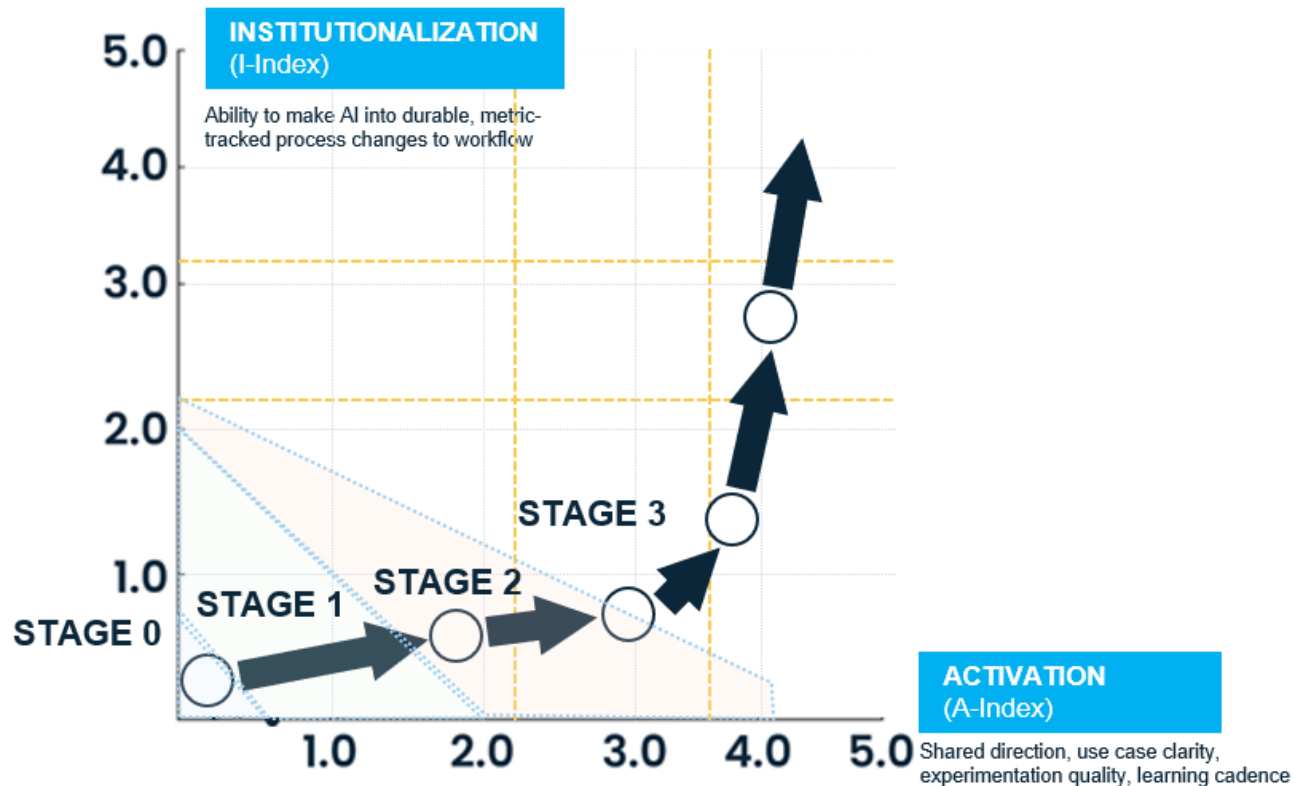 INSTITUTIONALIZATION
(I-Index)
Ability to make AI into durable, metric-
tracked process changes to workflow
5.0
4.0
3.0
2.0
1.0
STAGE 3
STAGE 2
STAGE 1
STAGE 0
1.0
2.0
3.0
4.0
5.0
ACTIVATION
(A-Index)
Shared direction, use case clarity,
experimentation quality, learning cadence